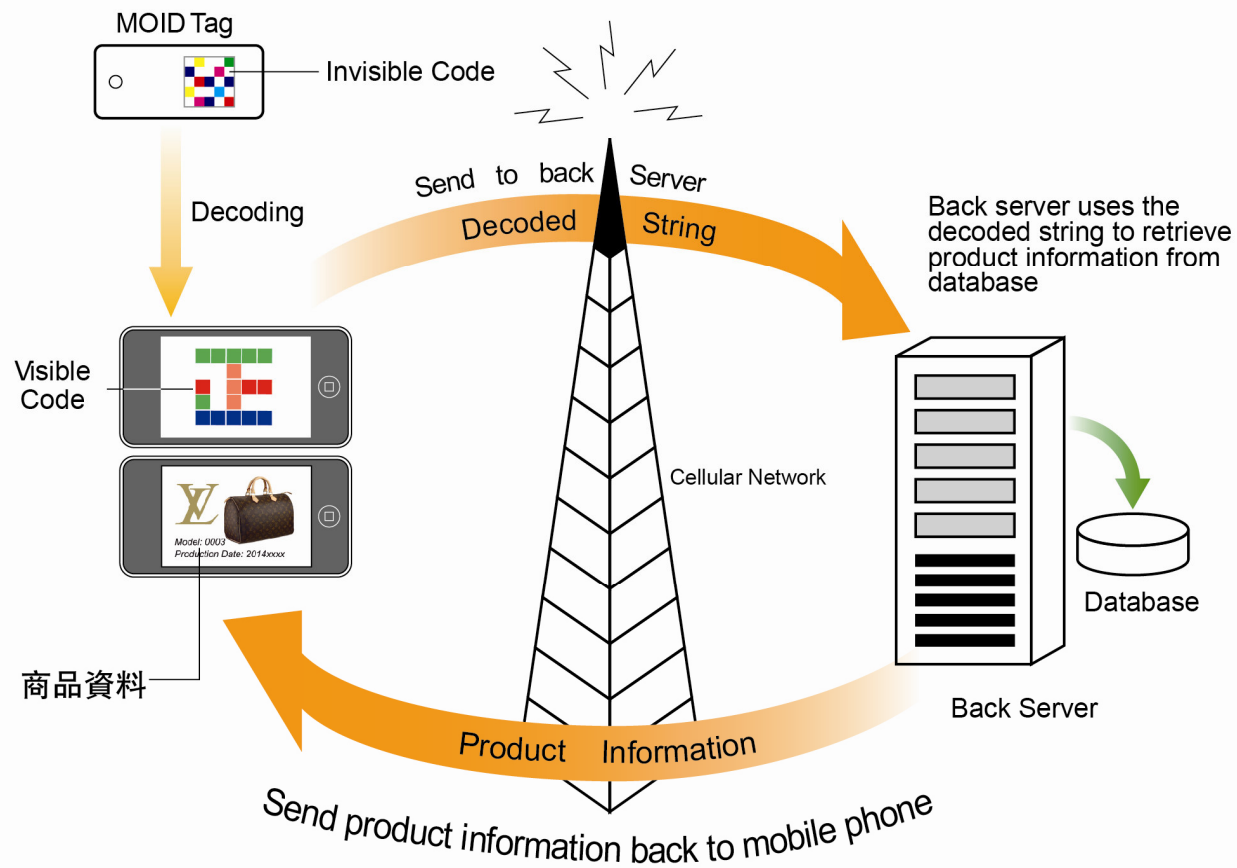 MOID Tag
Invisible Code
Decoding
Send to back Server
Decoded String
Back server uses the
decoded string to retrieve
product information from
database
Visible
Code
Cellular Network
LV
Model: 0003
Production Date: 2014xxxx
Database
商品資料
Back Server
Product Information
Send product information back to mobile phone